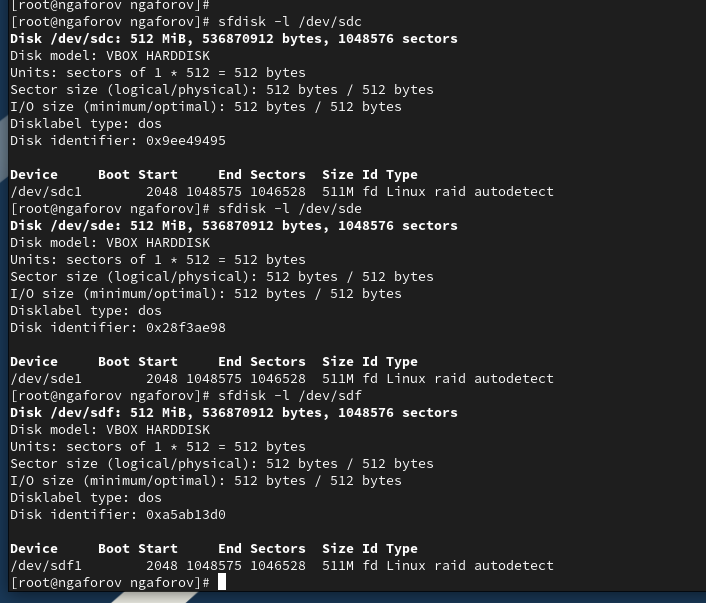 [root@ngaforov ngaforov]#
[root@ngaforov ngaforov]# sfdisk -l /dev/sdc
Disk /dev/sdc: 512 MiB, 536870912 bytes, 1048576 sectors
Disk model: VBOX HARDDISK
Units: sectors of 1 * 512 = 512 bytes
Sector size (logical/physical): 512 bytes / 512 bytes
I/O size (minimum/optimal): 512 bytes / 512 bytes
Disklabel type: dos
Disk identifier: 0x9ee49495
Device     Boot Start     End Sectors  Size Id Type
/dev/sdc1        2048 1048575 1046528  511M fd Linux raid autodetect
[root@ngaforov ngaforov]# sfdisk -l /dev/sde
Disk /dev/sde: 512 MiB, 536870912 bytes, 1048576 sectors
Disk model: VBOX HARDDISK
Units: sectors of 1 * 512 = 512 bytes
Sector size (logical/physical): 512 bytes / 512 bytes
I/O size (minimum/optimal): 512 bytes / 512 bytes
Disklabel type: dos
Disk identifier: 0x28f3ae98
Device     Boot Start     End Sectors  Size Id Type
/dev/sde1        2048 1048575 1046528  511M fd Linux raid autodetect
[root@ngaforov ngaforov]# sfdisk -l /dev/sdf
Disk /dev/sdf: 512 MiB, 536870912 bytes, 1048576 sectors
Disk model: VBOX HARDDISK
Units: sectors of 1 * 512 = 512 bytes
Sector size (logical/physical): 512 bytes / 512 bytes
I/O size (minimum/optimal): 512 bytes / 512 bytes
Disklabel type: dos
Disk identifier: 0xa5ab13d0
Device     Boot Start     End Sectors  Size Id Type
/dev/sdf1        2048 1048575 1046528  511M fd Linux raid autodetect
[root@ngaforov ngaforov]#